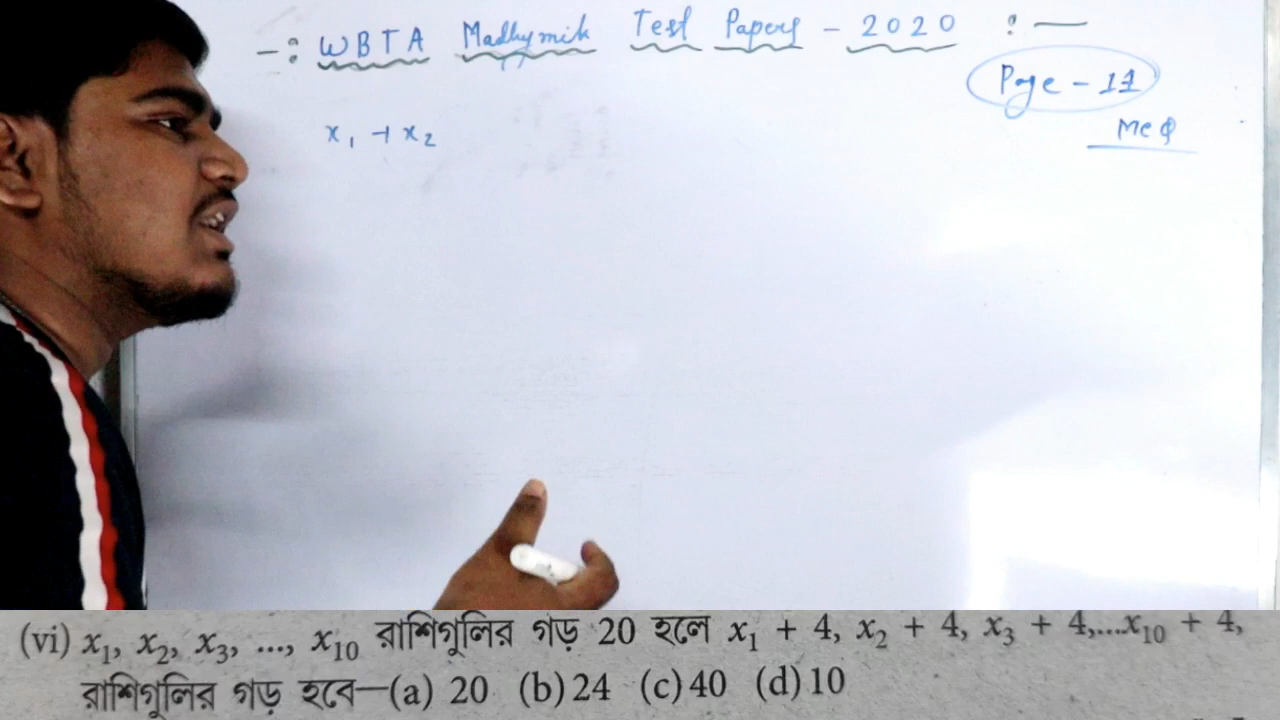 -: WBTA Madhymik Test Papers - 2020 : —
Page - 11
MCQ
x₁ + x₂
(vi) x₁, x₂, x₃, ..., x₁₀ রাশিগুলির গড় 20 হলে x₁ + 4, x₂ + 4, x₃ + 4,...x₁₀ + 4,
রাশিগুলির গড় হবে—(a) 20 (b) 24 (c) 40 (d) 10